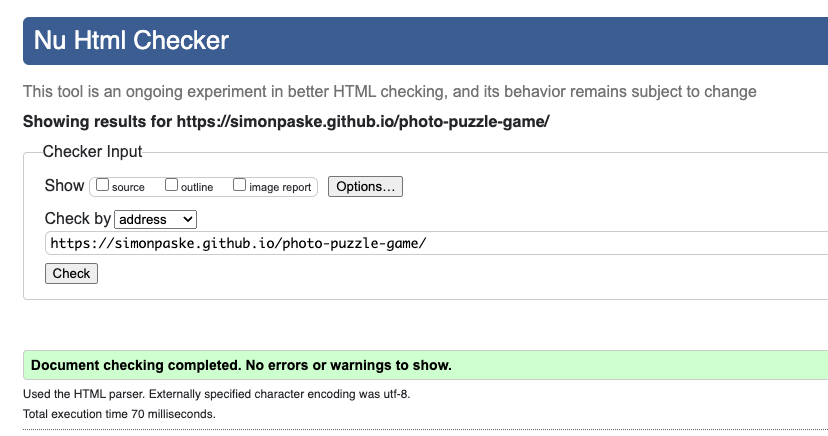 Nu Html Checker
This tool is an ongoing experiment in better HTML checking, and its behavior remains subject to change
Showing results for https://simonpaske.github.io/photo-puzzle-game/
Checker Input
Show source outline image report Options...
Check by address
https://simonpaske.github.io/photo-puzzle-game/
Check
Document checking completed. No errors or warnings to show.
Used the HTML parser. Externally specified character encoding was utf-8.
Total execution time 70 milliseconds.